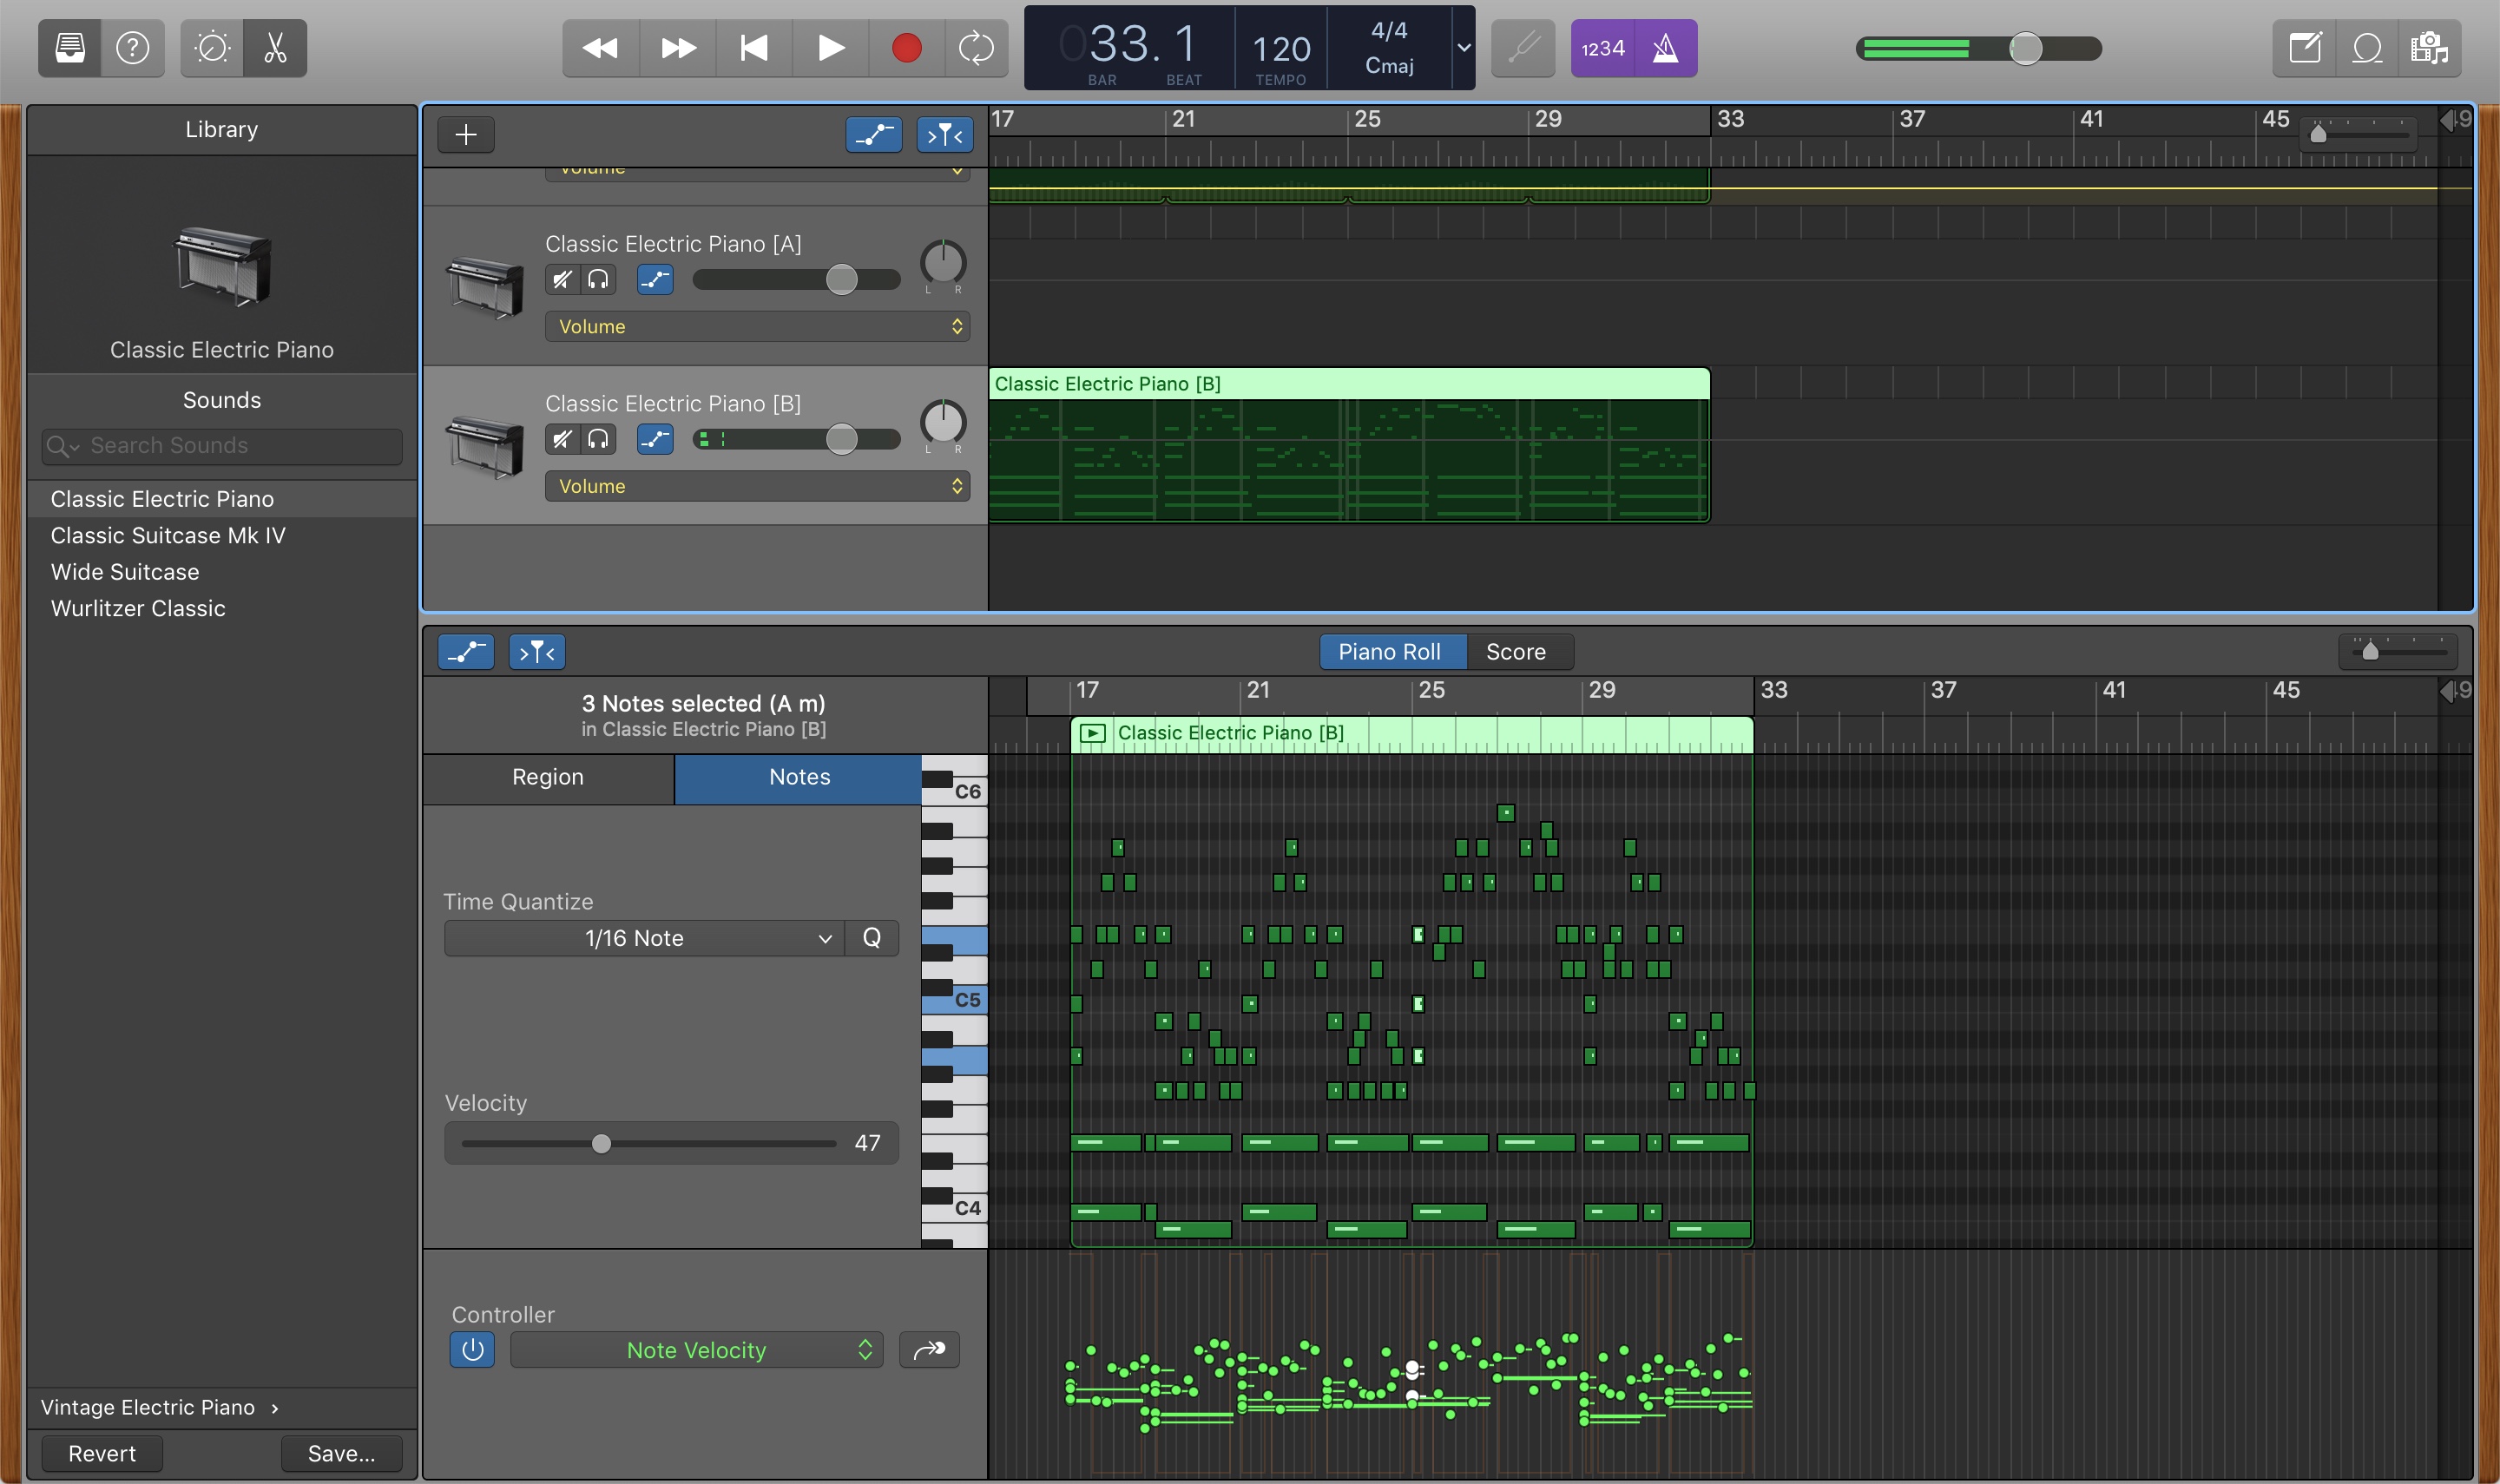 033. 1
BAR BEAT
120
TEMPO
4/4
Cmaj
1234
Library
Classic Electric Piano
Sounds
Search Sounds
Classic Electric Piano
Classic Suitcase Mk IV
Wide Suitcase
Wurlitzer Classic
Vintage Electric Piano
Revert Save...
17 21 25 29 33 37 41 45 49
Volume
Classic Electric Piano [A]
L R
Volume
Classic Electric Piano [B]
L R
Volume
Classic Electric Piano [B]
Piano Roll Score
3 Notes selected (A m)
in Classic Electric Piano [B]
17 21 25 29 33 37 41 45 49
Classic Electric Piano [B]
Region Notes
C6
Time Quantize
1/16 Note Q
C5
Velocity
47
C4
Controller
Note Velocity